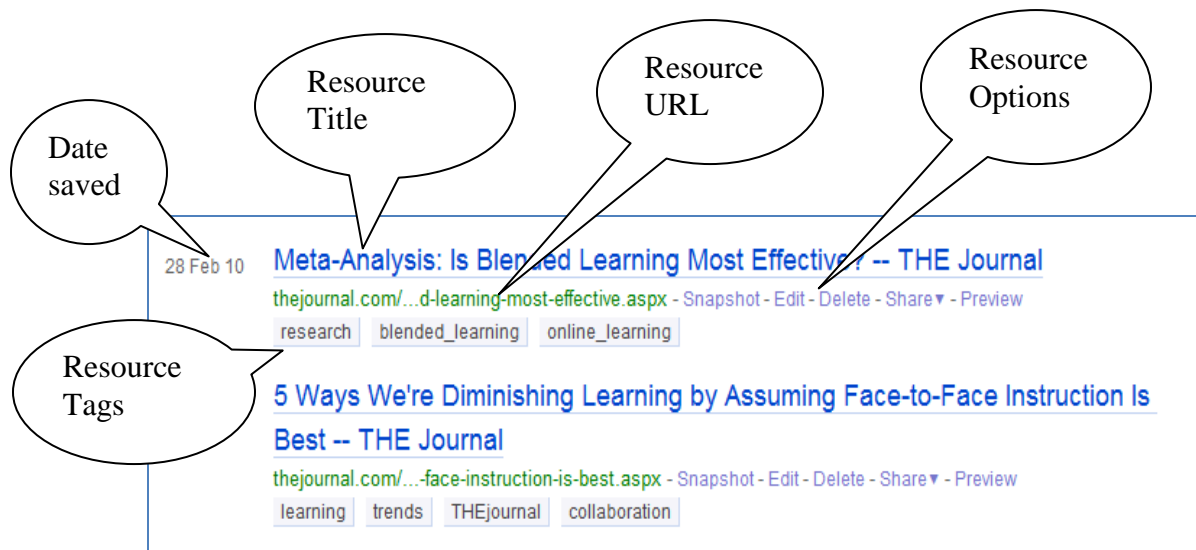 Resource
Title
Resource
URL
Resource
Options
Date
saved
28 Feb 10
Meta-Analysis: Is Blended Learning Most Effective? -- THE Journal
thejournal.com/...d-learning-most-effective.aspx - Snapshot - Edit - Delete - Share▼ - Preview
research blended_learning online_learning
Resource
Tags
5 Ways We're Diminishing Learning by Assuming Face-to-Face Instruction Is
Best -- THE Journal
thejournal.com/...-face-instruction-is-best.aspx - Snapshot - Edit - Delete - Share▼ - Preview
learning trends THEjournal collaboration